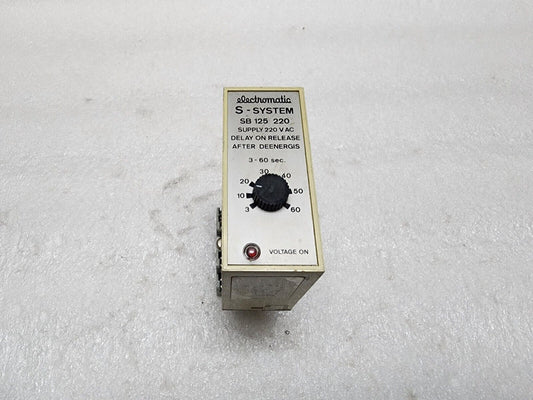 electromatic
S-SYSTEM
SB 125 220
SUPPLY 220 V AC
DELAY ON RELEASE
AFTER DEENERGIS
3-60 sec.
30
20 40
10 50
3 60
VOLTAGE ON